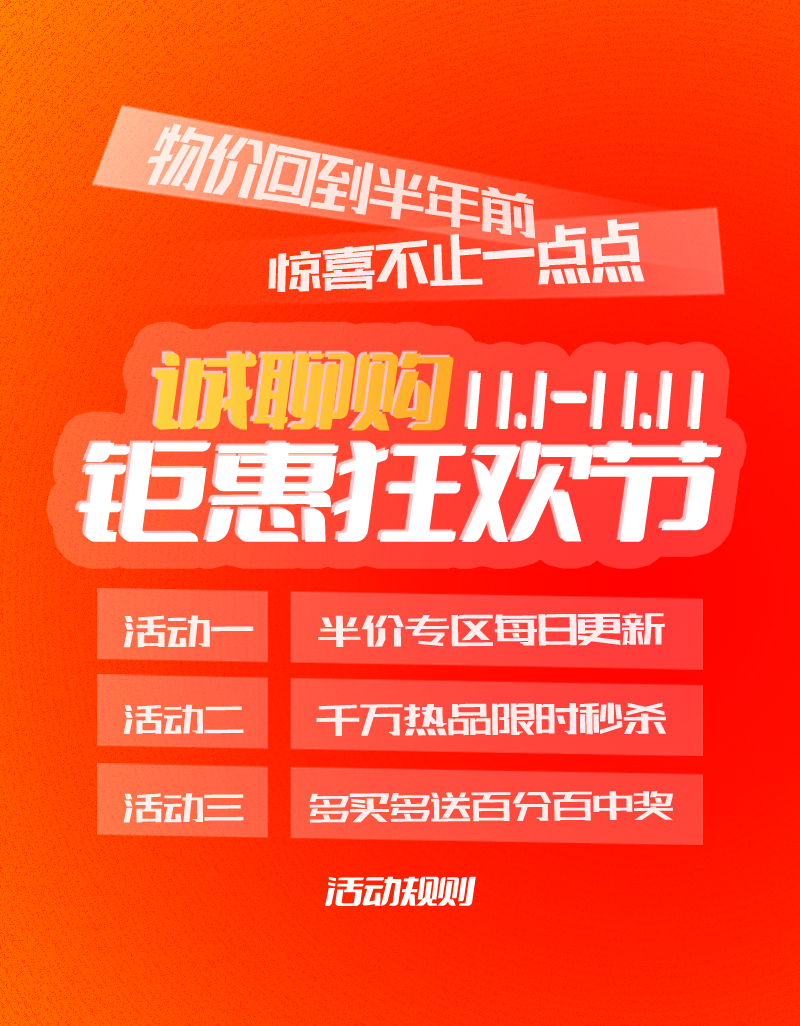 物价回到半年前
惊喜不止一点点
诚聊购 11.1-11.11
钜惠狂欢节
活动一 半价专区每日更新
活动二 千万热品限时秒杀
活动三 多买多送百分百中奖
活动规则